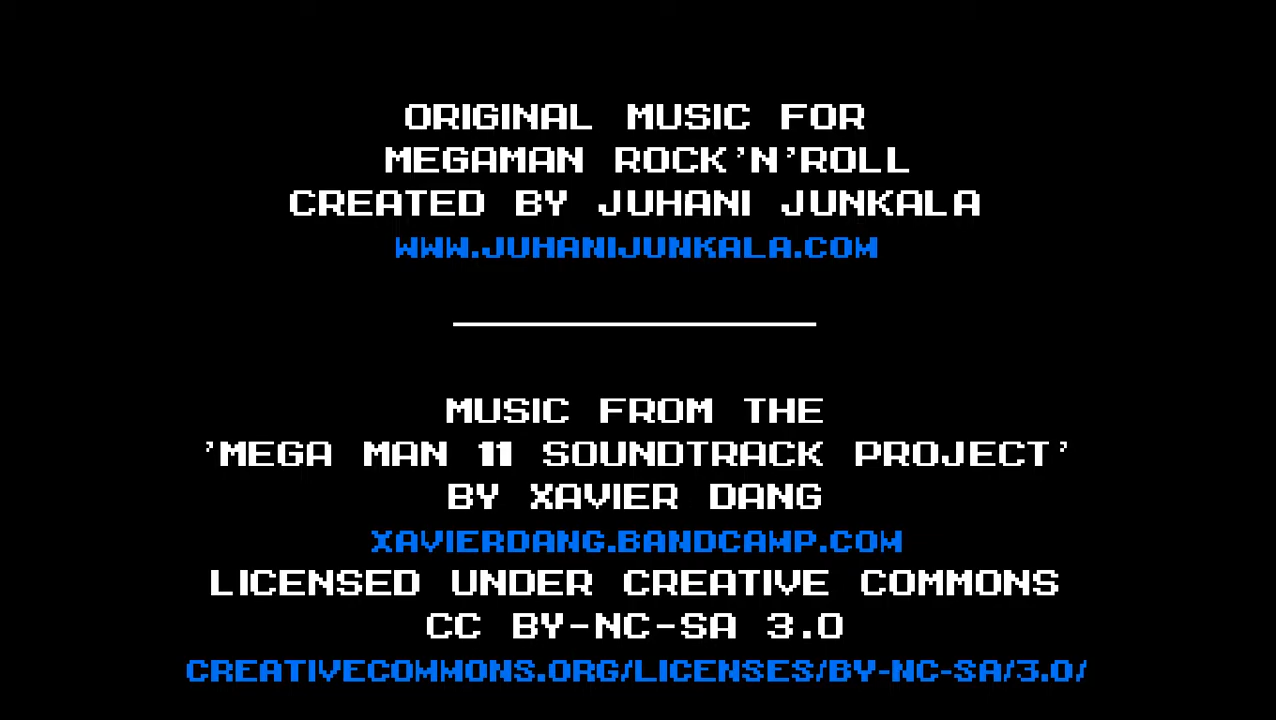 ORIGINAL MUSIC FOR
MEGAMAN ROCK'N'ROLL
CREATED BY JUHANI JUNKALA
WWW.JUHANIJUNKALA.COM
MUSIC FROM THE
'MEGA MAN 11 SOUNDTRACK PROJECT'
BY XAVIER DANG
XAVIERDANG.BANDCAMP.COM
LICENSED UNDER CREATIVE COMMONS
CC BY-NC-SA 3.0
CREATIVECOMMONS.ORG/LICENSES/BY-NC-SA/3.0/